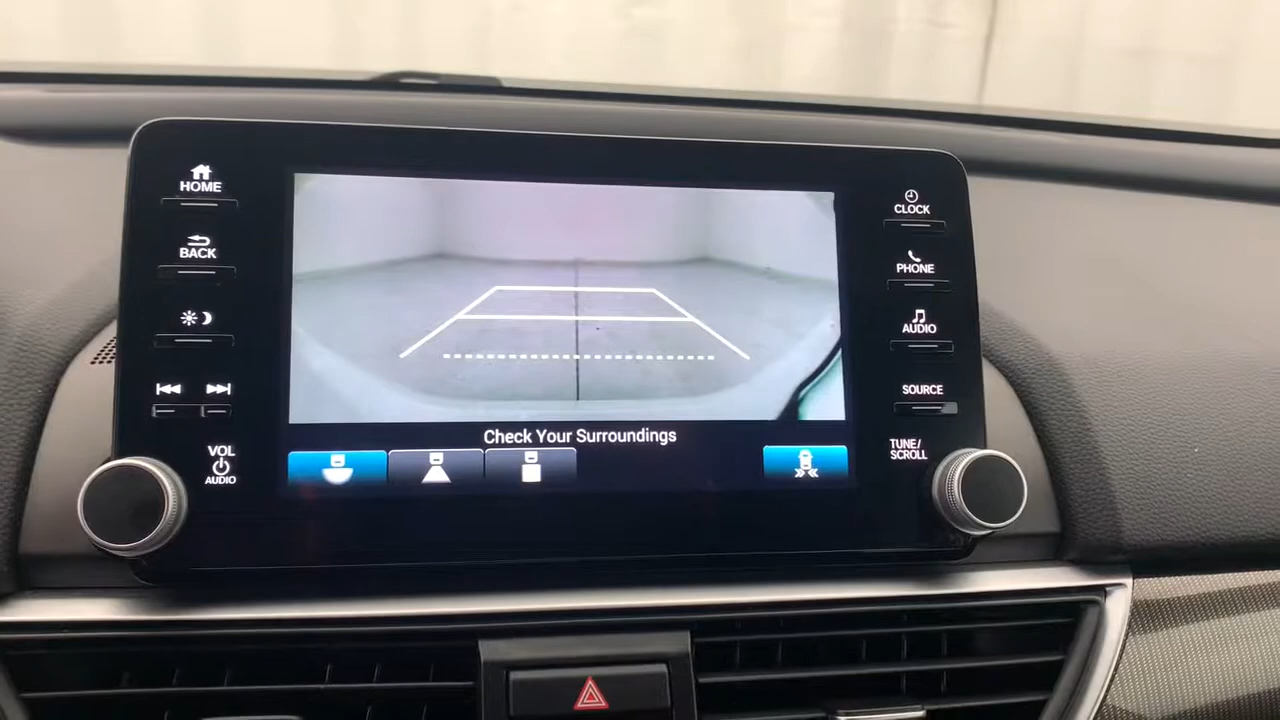 HOME
BACK
VOL
AUDIO
Check Your Surroundings
CLOCK
PHONE
AUDIO
SOURCE
TUNE/
SCROLL